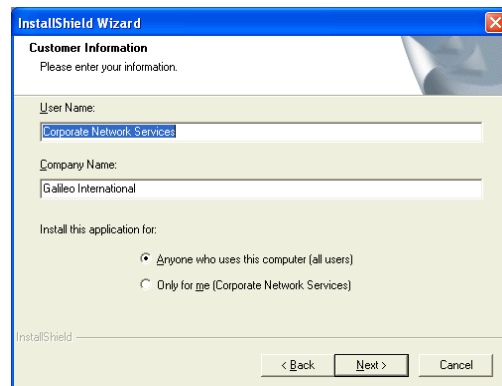 InstallShield Wizard
Customer Information
Please enter your information.
User Name:
Corporate Network Services
Company Name:
Galileo International
Install this application for:
Anyone who uses this computer (all users)
Only for me (Corporate Network Services)
InstallShield
< Back Next > Cancel